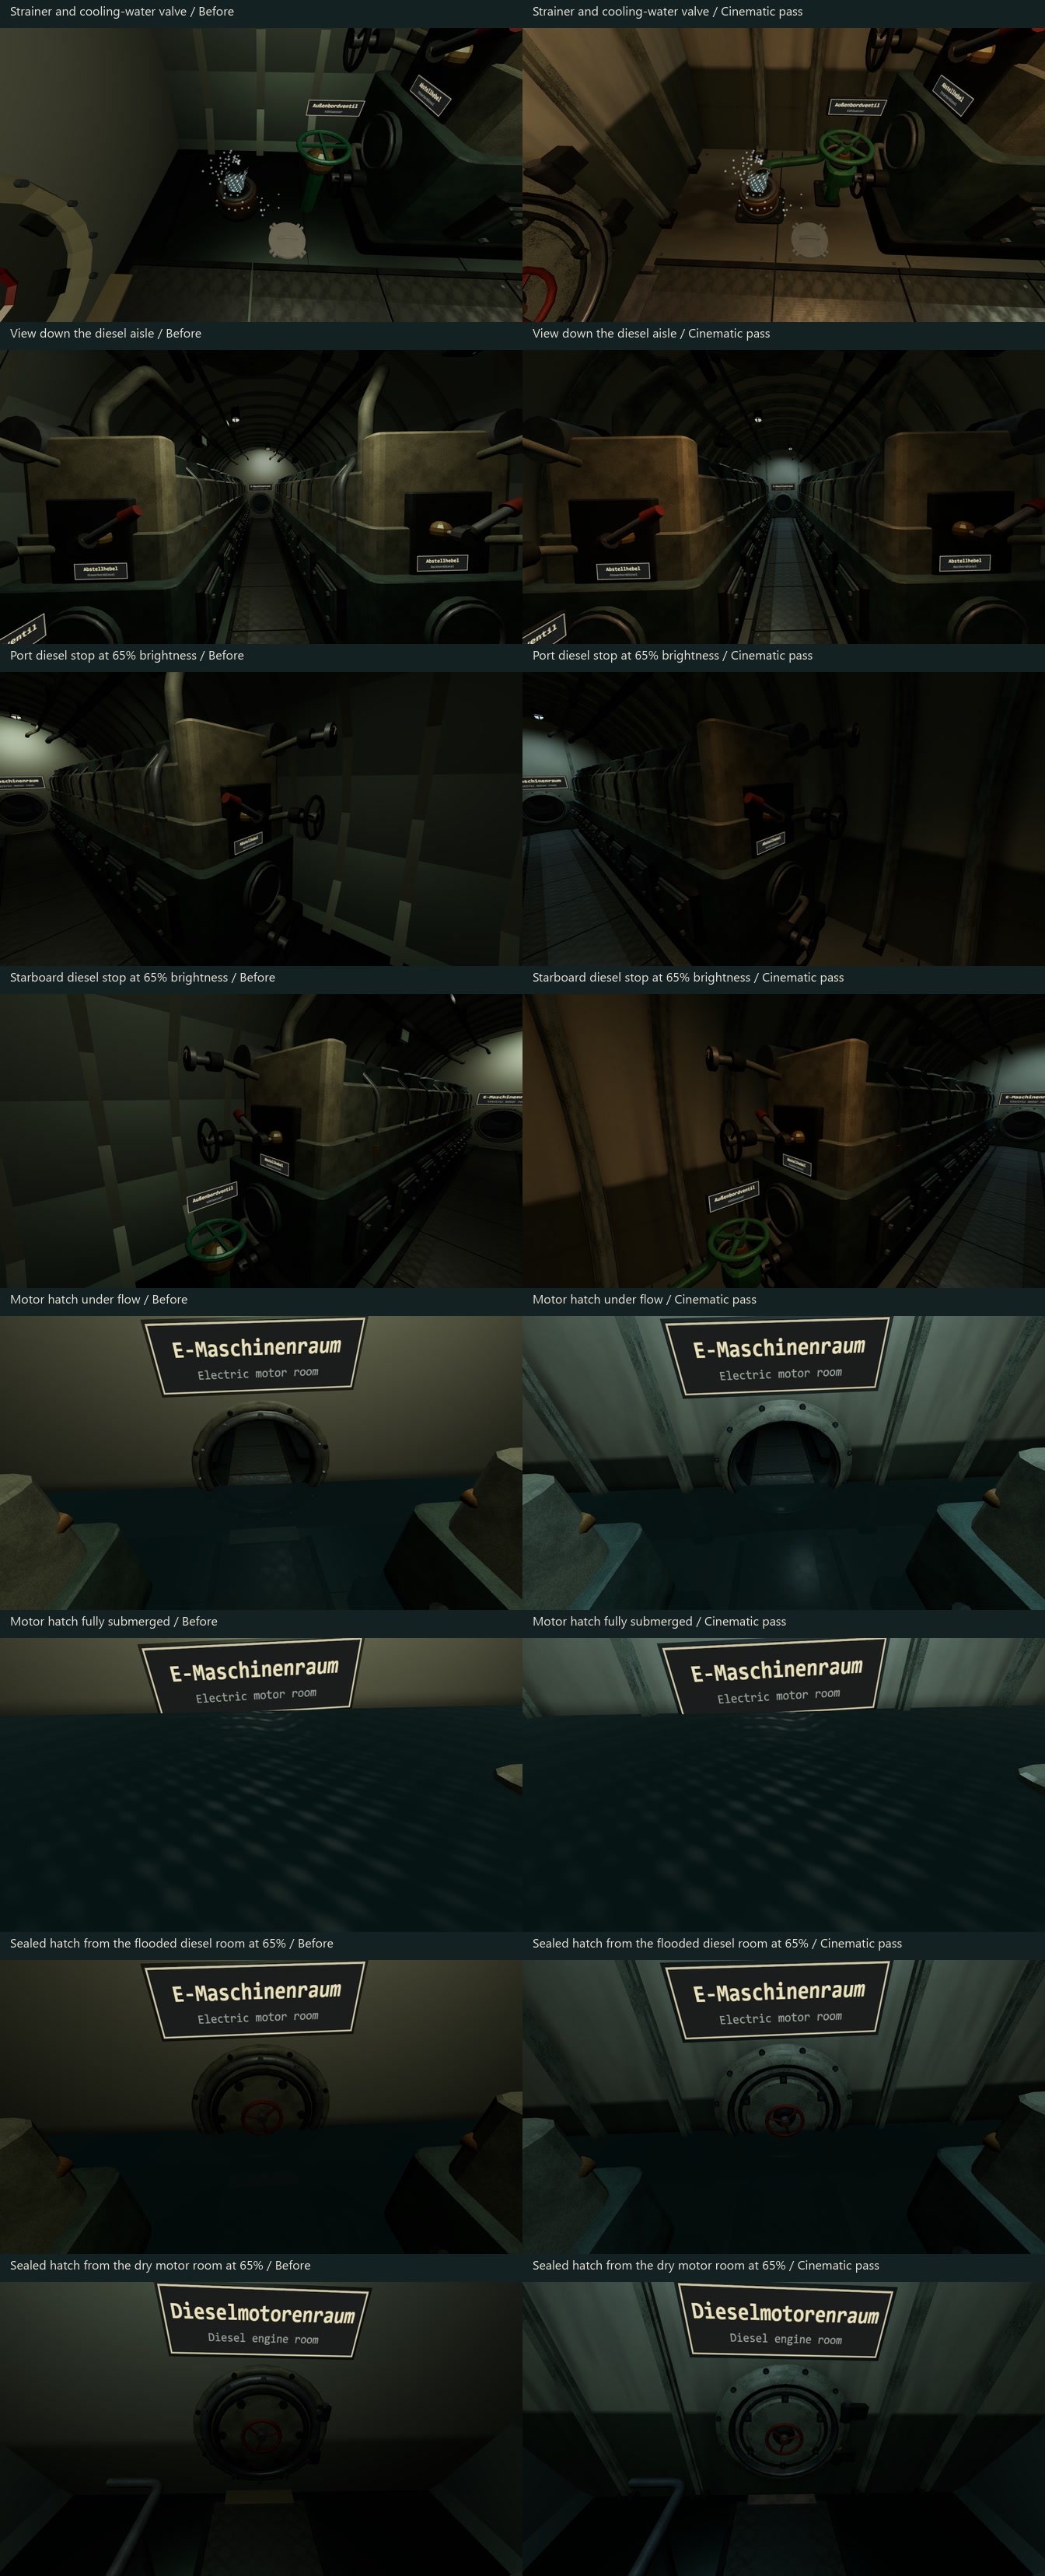 Strainer and cooling-water valve / Before
Strainer and cooling-water valve / Cinematic pass
Außenbordventil
Abstellhebel
Außenbordventil
Abstellhebel
View down the diesel aisle / Before
View down the diesel aisle / Cinematic pass
Abstellhebel
Abstellhebel
Abstellhebel
Abstellhebel
Port diesel stop at 65% brightness / Before
Port diesel stop at 65% brightness / Cinematic pass
Starboard diesel stop at 65% brightness / Before
Starboard diesel stop at 65% brightness / Cinematic pass
Außenbordventil
Außenbordventil
Motor hatch under flow / Before
Motor hatch under flow / Cinematic pass
E-Maschinenraum
Electric motor room
E-Maschinenraum
Electric motor room
Motor hatch fully submerged / Before
Motor hatch fully submerged / Cinematic pass
E-Maschinenraum
Electric motor room
E-Maschinenraum
Electric motor room
Sealed hatch from the flooded diesel room at 65% / Before
Sealed hatch from the flooded diesel room at 65% / Cinematic pass
E-Maschinenraum
Electric motor room
E-Maschinenraum
Electric motor room
Sealed hatch from the dry motor room at 65% / Before
Sealed hatch from the dry motor room at 65% / Cinematic pass
Dieselmotorenraum
Diesel engine room
Dieselmotorenraum
Diesel engine room